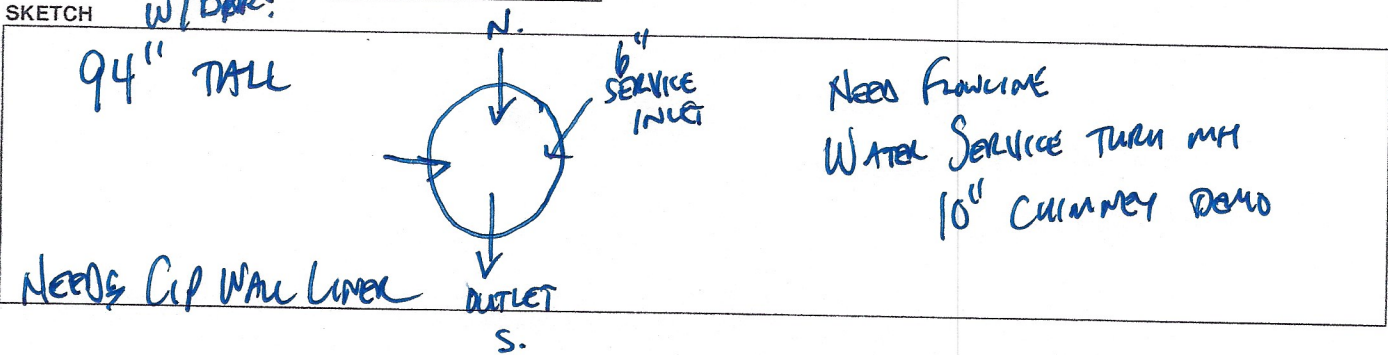 SKETCH W/
94" TALL
N.
6"
SERVICE
INLET
NEED FLOWLINE
WATER SERVICE THRU MH
10" CHIMNEY DEMO
NEEDS CIP WALL LINER
OUTLET
S.